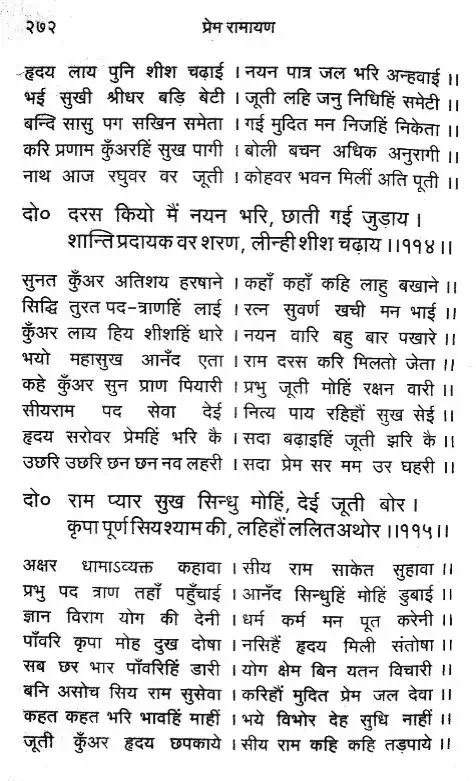 २७२ प्रेम रामायण
हृदय लाय पुनि शीश चढ़ाई । नयन पात्र जल भरि अन्हवाई ।।
भई सुखी श्रीधर बड़ि बेटी । जूती लहि जनु निधिहिं समेटी ।।
बन्दि सासु पग सखिन समेता । गई मुदित मन निजहिं निकेता ।।
करि प्रणाम कुँअरहिं सुख पागी । बोली बचन अधिक अनुरागी ।।
नाथ आज रघुवर वर जूती । कोहवर भवन मिलीं अति पूती ।।
दो० दरस कियो मैं नयन भरि, छाती गई जुड़ाय ।
शान्ति प्रदायक वर शरण, लीन्ही शीश चढ़ाय ।।११४।।
सुनत कुँअर अतिशय हरषाने । कहाँ कहाँ कहि लाहु बखाने ।।
सिद्धि तुरत पद-त्राणहिं लाई । रत्न सुवर्ण खची मन भाई ।।
कुँअर लाय हिय शीशहिं धारे । नयन वारि बहु बार पखारे ।।
भयो महासुख आनँद एता । राम दरस करि मिलतो जेता ।।
कहे कुँअर सुन प्राण पियारी । प्रभु जूती मोहिं रक्षन वारी ।।
सीयराम पद सेवा देई । नित्य पाय रहिहौं सुख सेई ।।
हृदय सरोवर प्रेमहिं भरि कै । सदा बढ़ाइहिं जूती झरि कै ।।
उछरि उछरि छन छन नव लहरी । सदा प्रेम सर मम उर घहरी ।।
दो० राम प्यार सुख सिन्धु मोहिं, देई जूती बोर ।
कृपा पूर्ण सिय श्याम की, लहिहौं ललित अथोर ।।११५।।
अक्षर धामाऽव्यक्त कहावा । सीय राम साकेत सुहावा ।।
प्रभु पद त्राण तहाँ पहुँचाई । आनँद सिन्धुहिं मोहिं डुबाई ।।
ज्ञान विराग योग की देनी । धर्म कर्म मन पूत करेनी ।।
पाँवरि कृपा मोह दुख दोषा । नसिहैं हृदय मिली संतोषा ।।
सब छर भार पाँवरिहिं डारी । योग क्षेम बिन यतन विचारी ।।
बनि असोच सिय राम सुसेवा । करिहौं मुदित प्रेम जल देवा ।।
कहत कहत भरि भावहिं माहीं । भये विभोर देह सुधि नाहीं ।।
जूती कुँअर हृदय छपकाये । सीय राम कहि कहि तड़पाये ।।